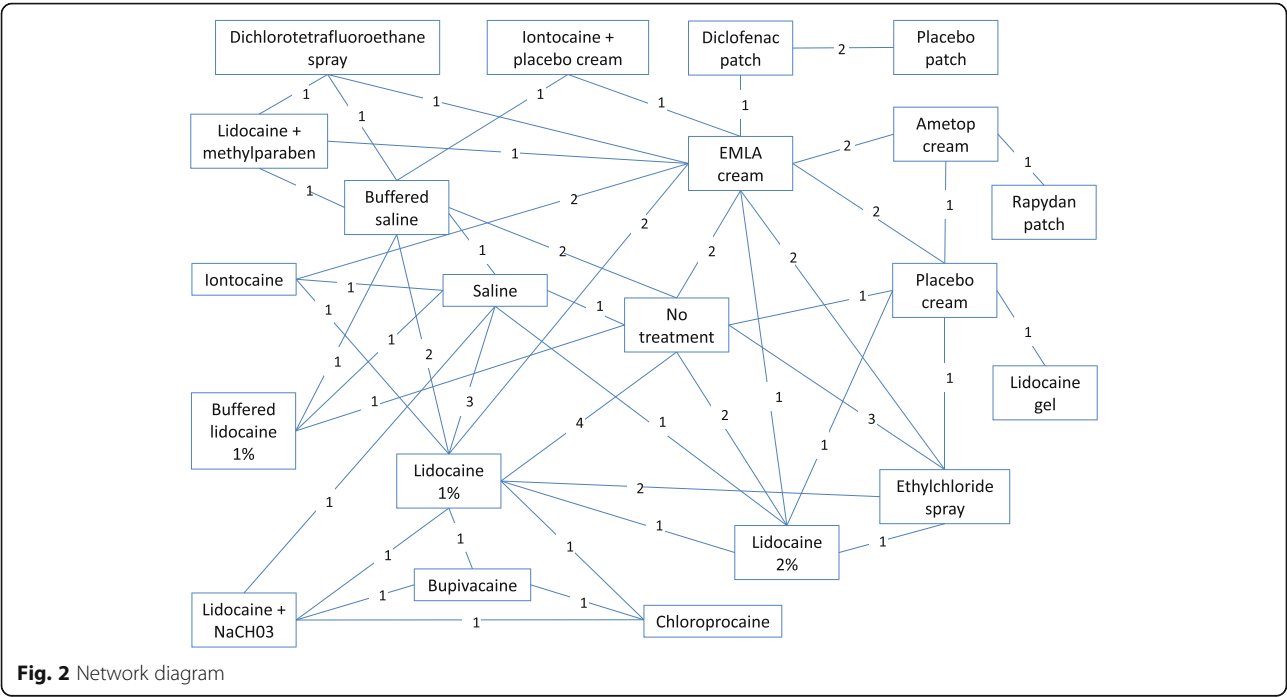 Dichlorotetrafluoroethane
spray
Iontocaine +
placebo cream
Diclofenac
patch
2
Placebo
patch
1
1
1
1
1
1
Lidocaine +
methylparaben
1
EMLA
cream
2
Ametop
cream
1
1
Buffered
saline
2
2
2
1
Rapydan
patch
1
2
2
2
Iontocaine
1
Saline
1
No
treatment
1
Placebo
cream
1
1
1
2
1
Lidocaine
gel
Buffered
lidocaine
1%
1
3
4
1
2
1
1
3
1
Lidocaine
1%
2
Ethylchloride
spray
1
1
1
1
1
Lidocaine
2%
1
1
Bupivacaine
1
Lidocaine +
NaCH03
1
Chloroprocaine
Fig. 2 Network diagram